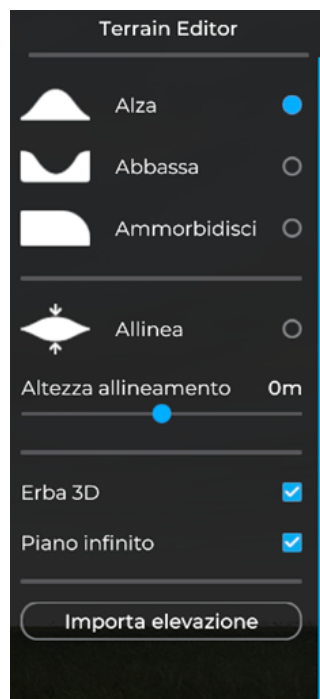 Terrain Editor
Alza
Abbassa
Ammorbidisci
Allinea
Altezza allineamento 0m
Erba 3D
Piano infinito
Importa elevazione